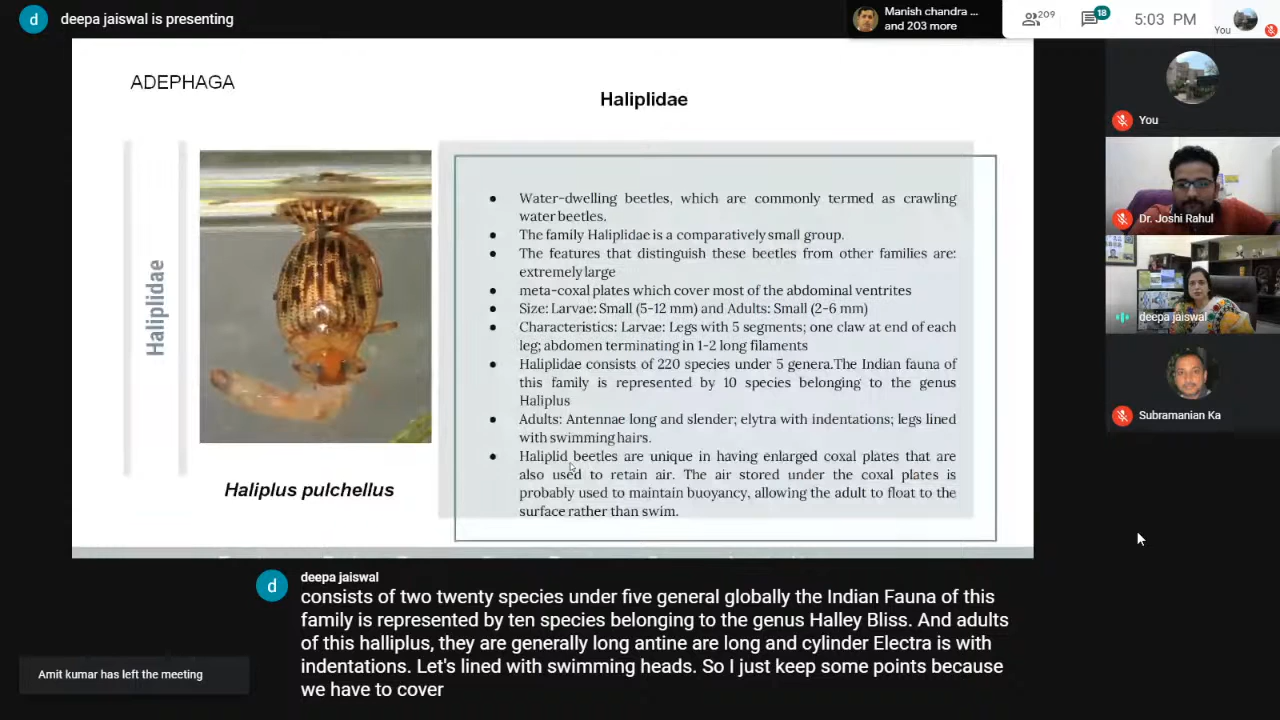 d
deepa jaiswal is presenting
Manish chandra ...
and 203 more
209
18
5:03 PM
You
ADEPHAGA
Haliplidae
Haliplidae
Haliplus pulchellus
● Water-dwelling beetles, which are commonly termed as crawling
water beetles.
● The family Haliplidae is a comparatively small group.
● The features that distinguish these beetles from other families are:
extremely large
● meta-coxal plates which cover most of the abdominal ventrites
● Size: Larvae: Small (5-12 mm) and Adults: Small (2-6 mm)
● Characteristics: Larvae: Legs with 5 segments; one claw at end of each
leg; abdomen terminating in 1-2 long filaments
● Haliplidae consists of 220 species under 5 genera.The Indian fauna of
this family is represented by 10 species belonging to the genus
Haliplus
● Adults: Antennae long and slender; elytra with indentations; legs lined
with swimming hairs.
● Haliplid beetles are unique in having enlarged coxal plates that are
also used to retain air. The air stored under the coxal plates is
probably used to maintain buoyancy, allowing the adult to float to the
surface rather than swim.
You
Dr. Joshi Rahul
deepa jaiswal
Subramanian Ka
d
deepa jaiswal
consists of two twenty species under five general globally the Indian Fauna of this
family is represented by ten species belonging to the genus Halley Bliss. And adults
of this halliplus, they are generally long antine are long and cylinder Electra is with
indentations. Let's lined with swimming heads. So I just keep some points because
we have to cover
Amit kumar has left the meeting